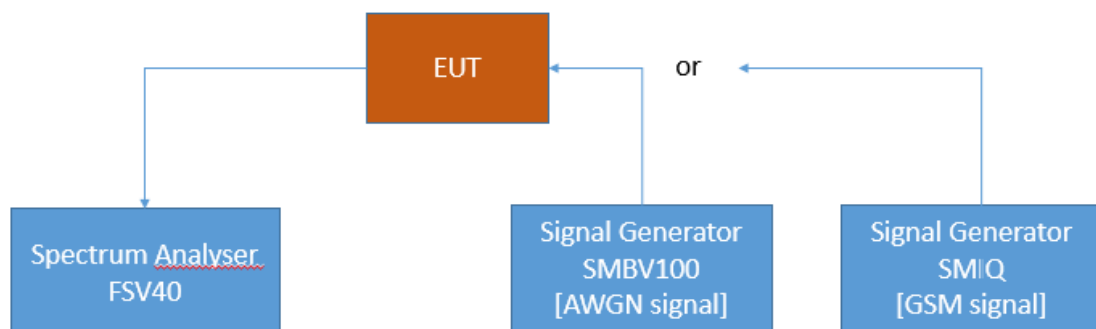 EUT
or
Spectrum Analyser
FSV40
Signal Generator
SMBV100
[AWGN signal]
Signal Generator
SMIQ
[GSM signal]